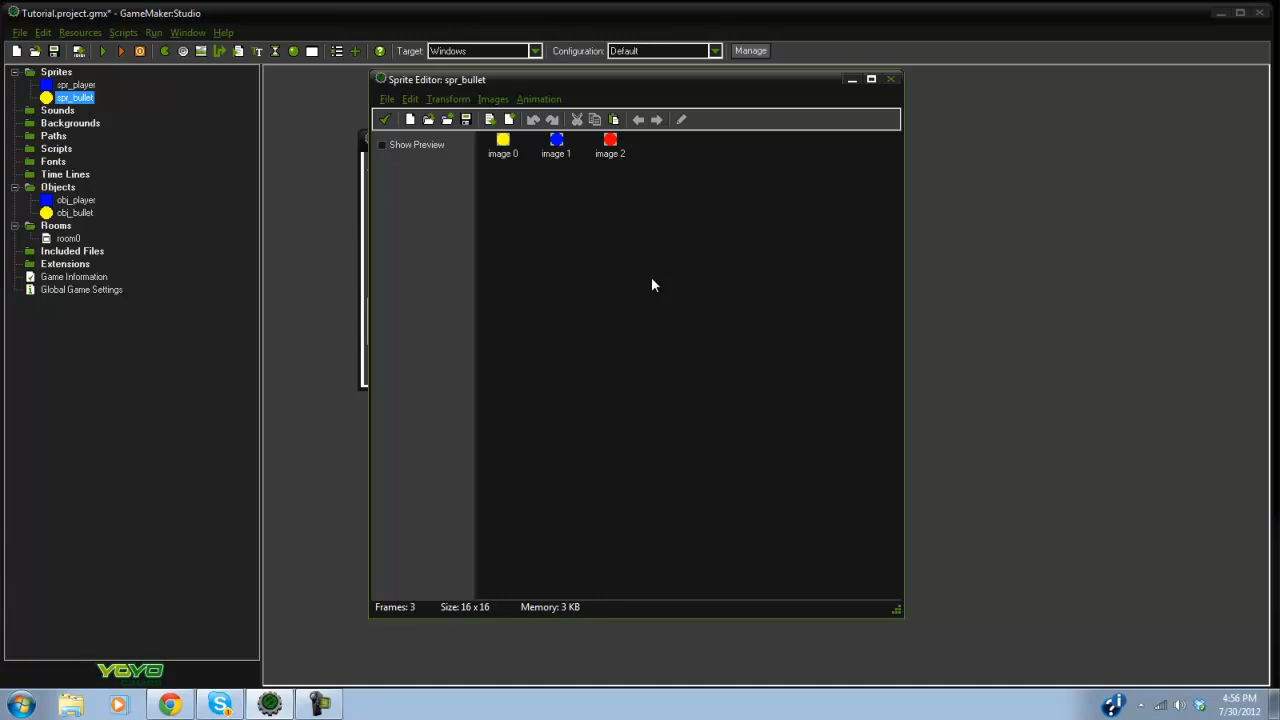 Tutorial.project.gmx* - GameMakerStudio
File Edit Resources Scripts Run Window Help
Target: Windows Configuration: Default Manage
Sprites
spr_player
spr_bullet
Sounds
Backgrounds
Paths
Scripts
Fonts
Time Lines
Objects
obj_player
obj_bullet
Rooms
room0
Included Files
Extensions
Game Information
Global Game Settings
Sprite Editor: spr_bullet
File Edit Transform Images Animation
Show Preview
image 0 image 1 image 2
Frames: 3 Size: 16 x 16 Memory: 3 KB
YOYO
4:56 PM
7/30/2012